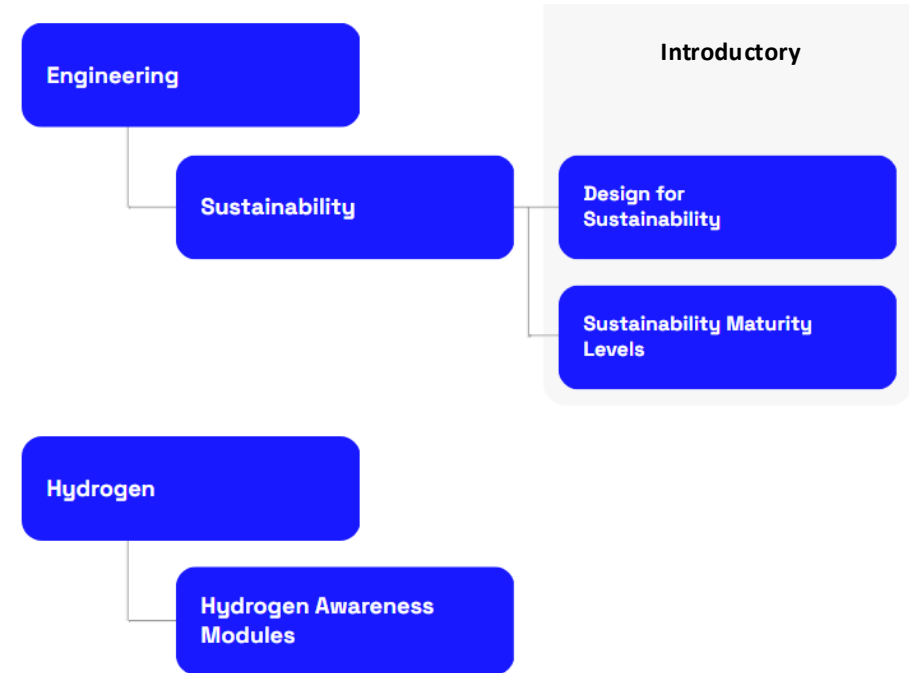 Introductory
Engineering
Sustainability
Design for
Sustainability
Sustainability Maturity
Levels
Hydrogen
Hydrogen Awareness
Modules